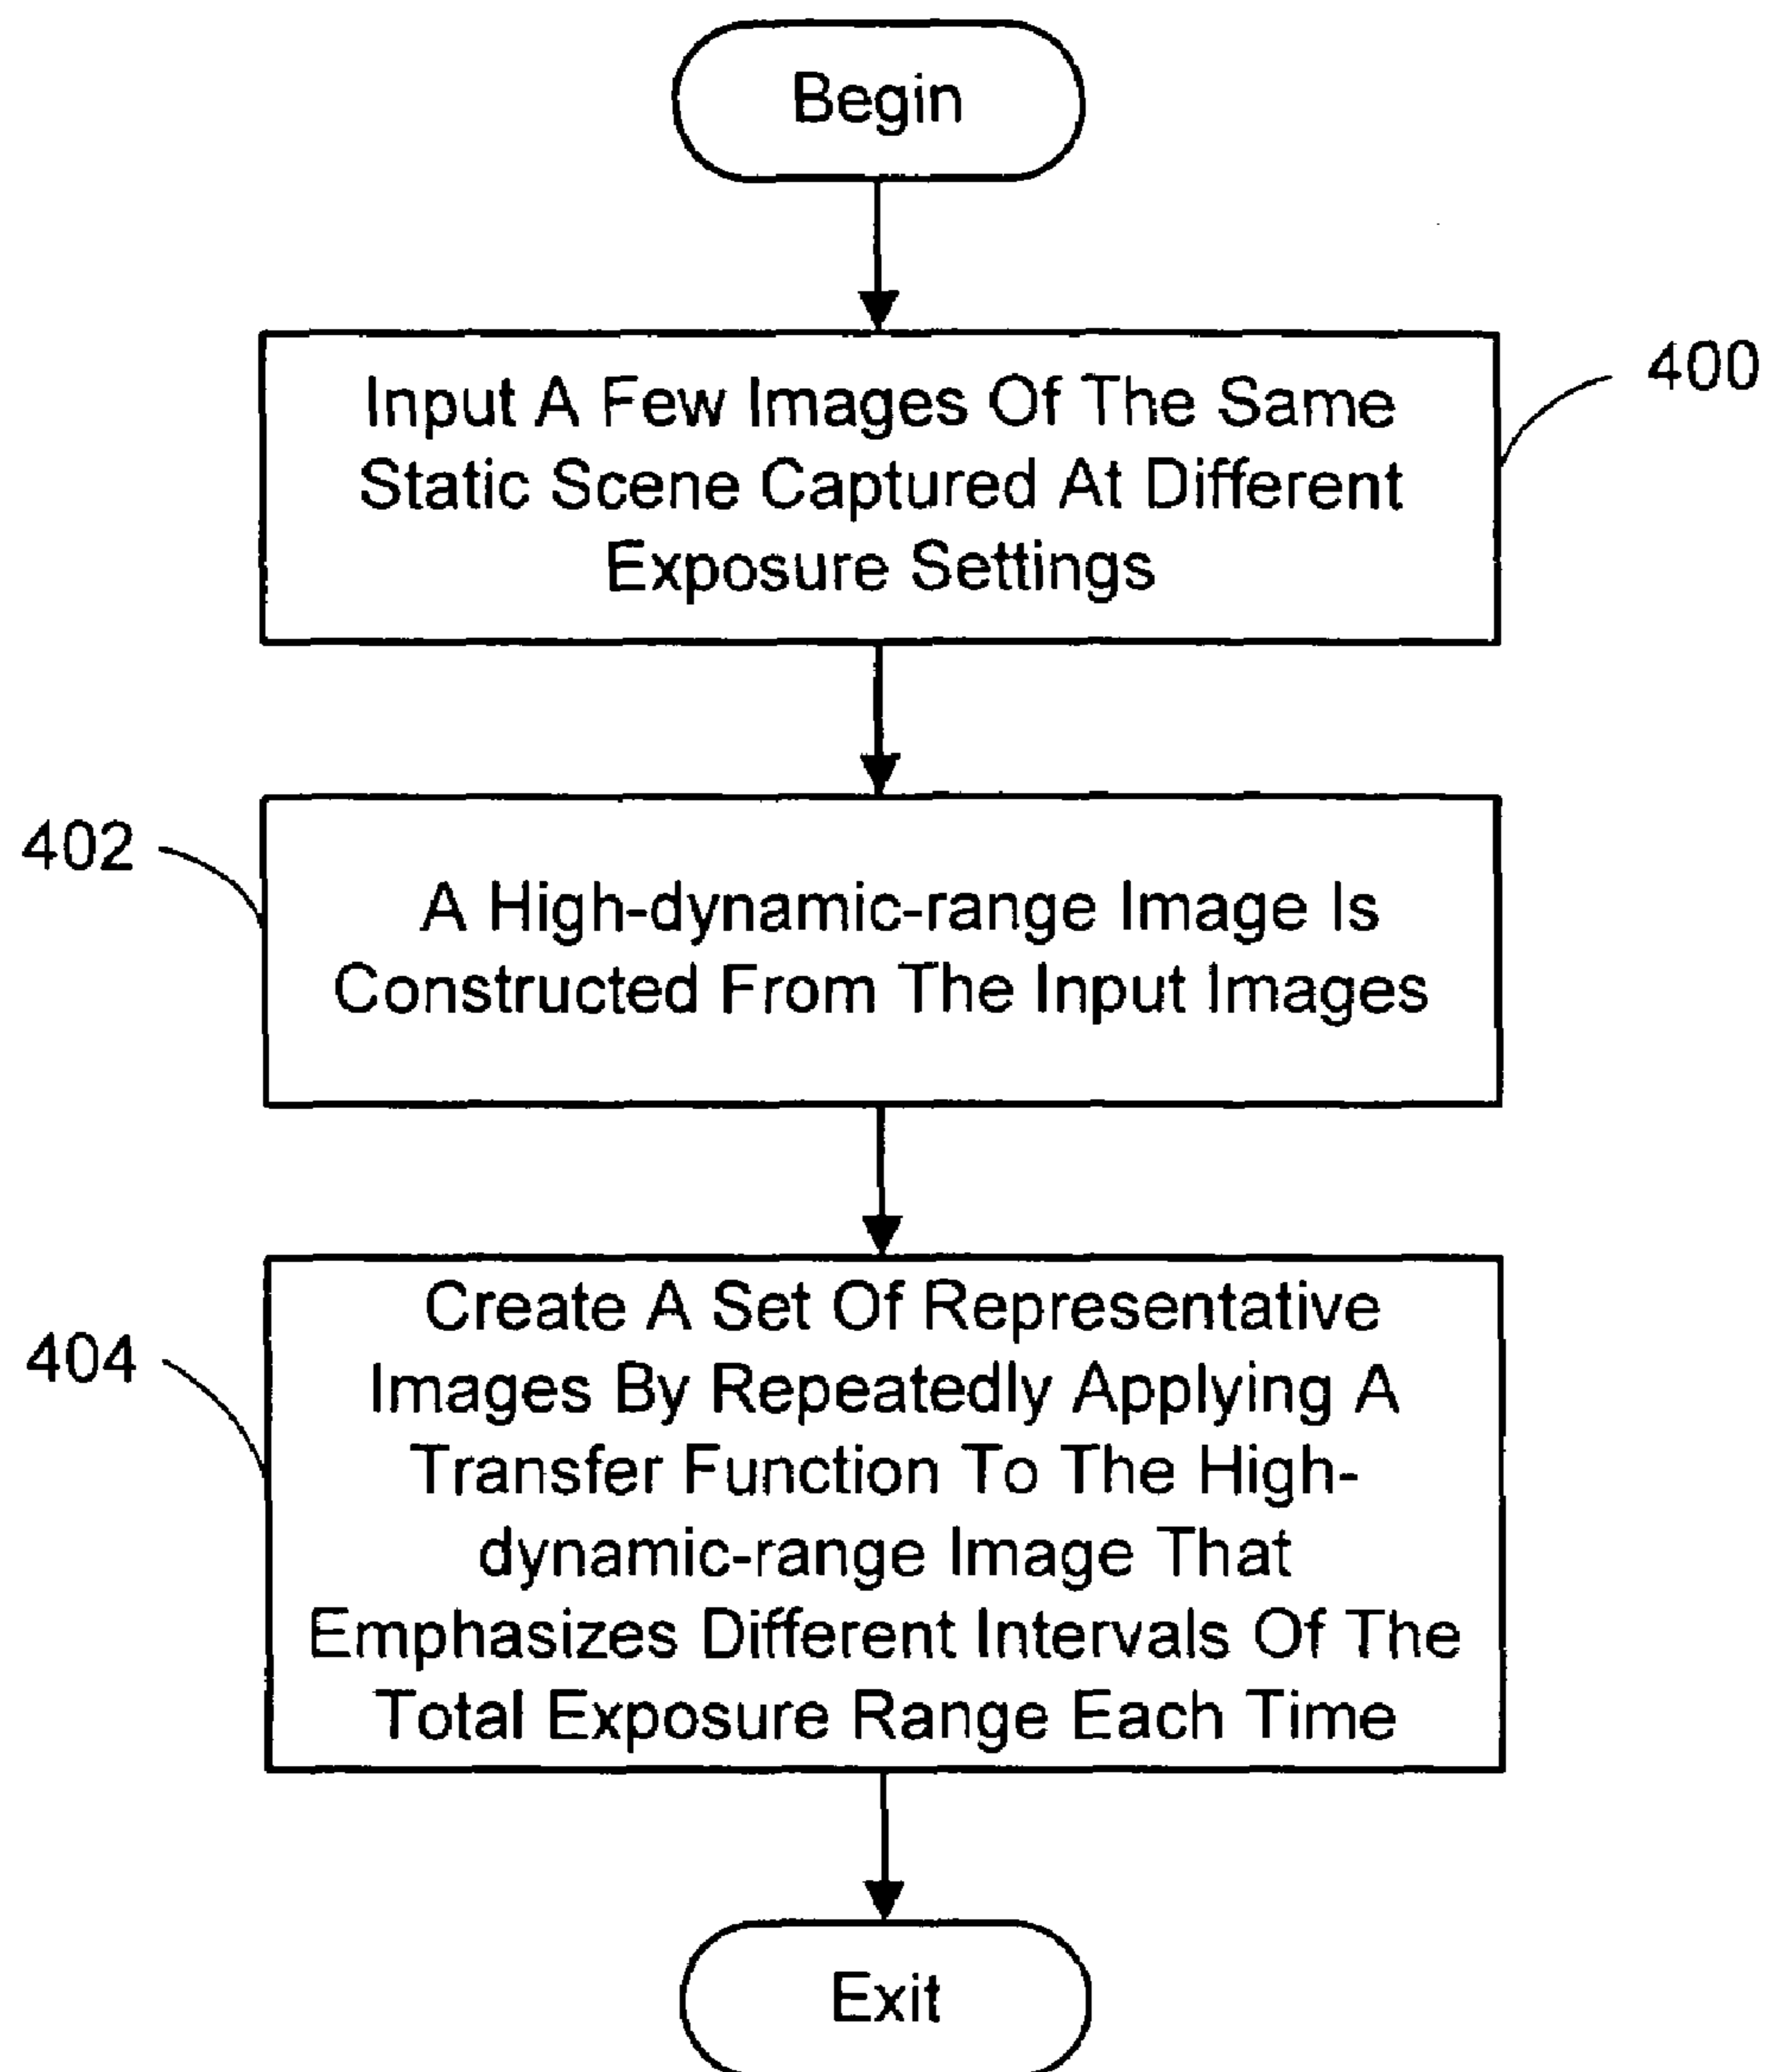 Begin
Input A Few Images Of The Same
Static Scene Captured At Different
Exposure Settings
400
402
A High-dynamic-range Image Is
Constructed From The Input Images
404
Create A Set Of Representative
Images By Repeatedly Applying A
Transfer Function To The High-
dynamic-range Image That
Emphasizes Different Intervals Of The
Total Exposure Range Each Time
Exit